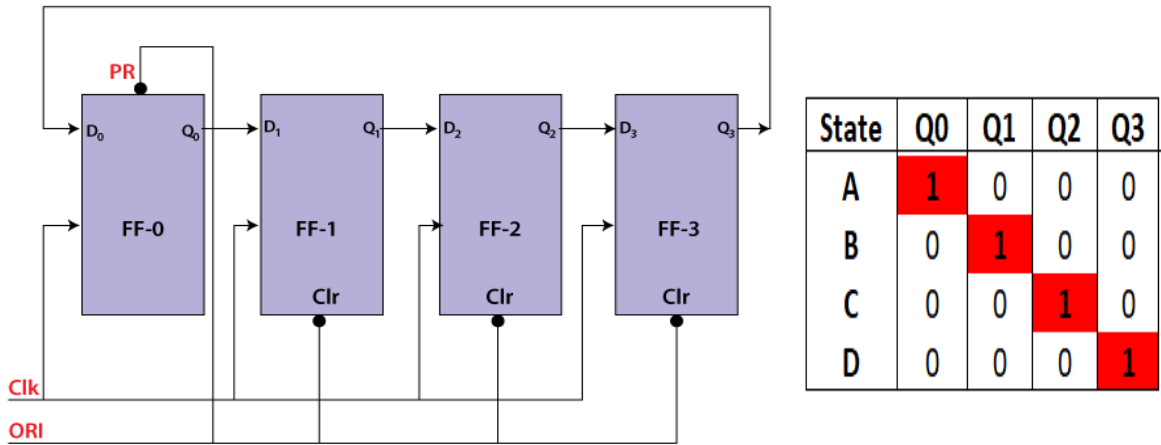 PR
D₀ Q₀ D₁ Q₁ D₂ Q₂ D₃ Q₃
FF-0 FF-1 FF-2 FF-3
Clr Clr Clr
Clk
ORI
State Q0 Q1 Q2 Q3
A 1 0 0 0
B 0 1 0 0
C 0 0 1 0
D 0 0 0 1